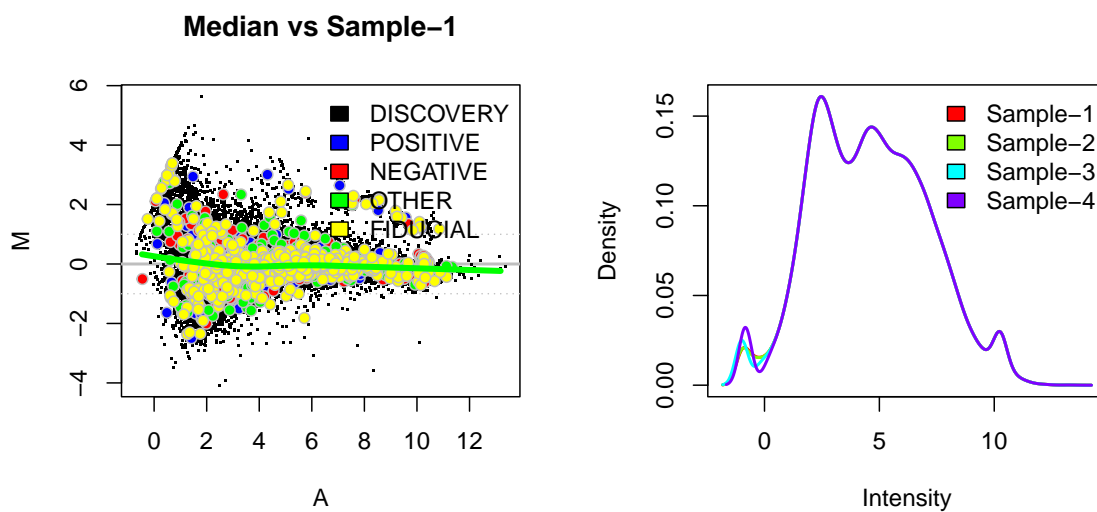 Median vs Sample−1
M
6
4
2
0
−2
−4
DISCOVERY
POSITIVE
NEGATIVE
OTHER
FIDUCIAL
0 2 4 6 8 10 12
A
Density
0.15
0.10
0.05
0.00
Sample−1
Sample−2
Sample−3
Sample−4
0 5 10
Intensity